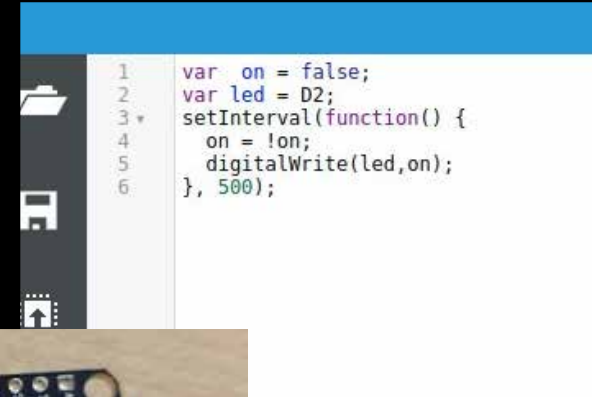 1 var  on = false;
2 var led = D2;
3 setInterval(function() {
4   on = !on;
5   digitalWrite(led,on);
6 }, 500);